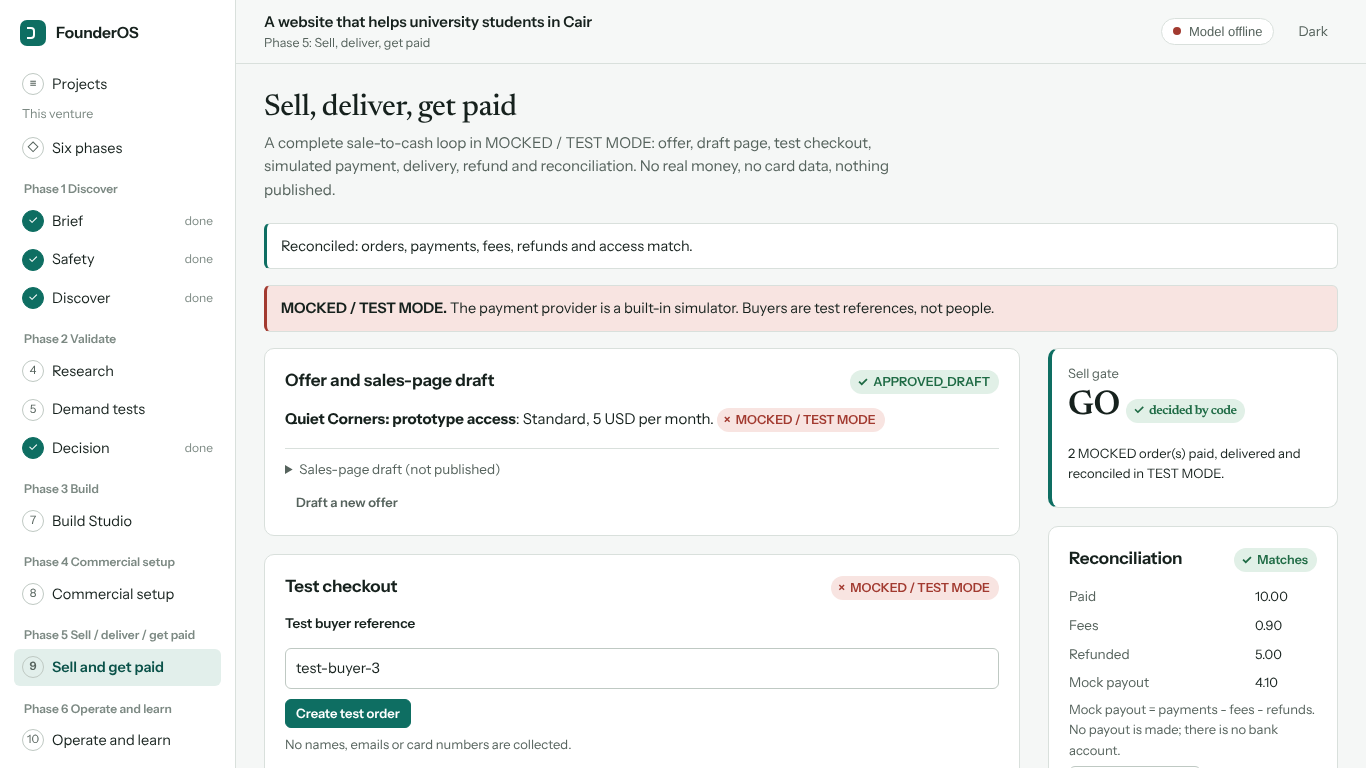 FounderOS
Projects
This venture
Six phases
Phase 1 Discover
Brief done
Safety done
Discover done
Phase 2 Validate
4 Research
5 Demand tests
Decision done
Phase 3 Build
7 Build Studio
Phase 4 Commercial setup
8 Commercial setup
Phase 5 Sell / deliver / get paid
9 Sell and get paid
Phase 6 Operate and learn
10 Operate and learn
A website that helps university students in Cair
Phase 5: Sell, deliver, get paid
Model offline
Dark
Sell, deliver, get paid
A complete sale-to-cash loop in MOCKED / TEST MODE: offer, draft page, test checkout,
simulated payment, delivery, refund and reconciliation. No real money, no card data, nothing
published.
Reconciled: orders, payments, fees, refunds and access match.
MOCKED / TEST MODE. The payment provider is a built-in simulator. Buyers are test references, not people.
Offer and sales-page draft
✓ APPROVED_DRAFT
Quiet Corners: prototype access: Standard, 5 USD per month. × MOCKED / TEST MODE
Sales-page draft (not published)
Draft a new offer
Test checkout
× MOCKED / TEST MODE
Test buyer reference
test-buyer-3
Create test order
No names, emails or card numbers are collected.
Sell gate
GO ✓ decided by code
2 MOCKED order(s) paid, delivered and
reconciled in TEST MODE.
Reconciliation ✓ Matches
Paid 10.00
Fees 0.90
Refunded 5.00
Mock payout 4.10
Mock payout = payments - fees - refunds.
No payout is made; there is no bank
account.